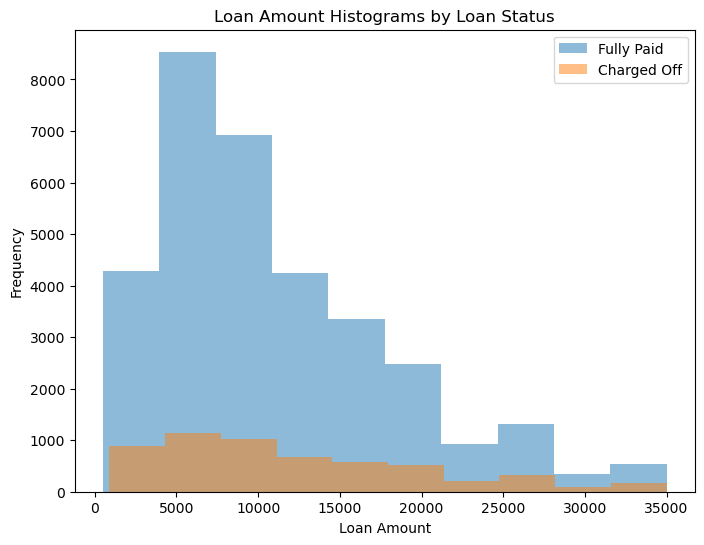 Loan Amount Histograms by Loan Status
Fully Paid
Charged Off
8000
7000
6000
5000
4000
3000
2000
1000
0
Frequency
0 5000 10000 15000 20000 25000 30000 35000
Loan Amount